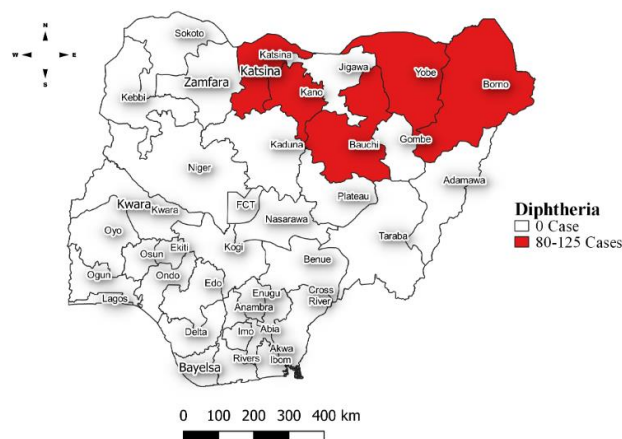 N
W E
S
Sokoto
Katsina
Katsina
Jigawa
Yobe
Borno
Zamfara
Kebbi
Kano
Gombe
Bauchi
Kaduna
Niger
Adamawa
Plateau
FCT
Nasarawa
Taraba
Kwara
Kwara
Oyo
Kogi
Ekiti
Osun
Benue
Ogun
Ondo
Edo
Lagos
Enugu
Cross
River
Anambra
Delta
Imo
Abia
Akwa
Ibom
Rivers
Bayelsa
Diphtheria
0 Case
80-125 Cases
0 100 200 300 400 km